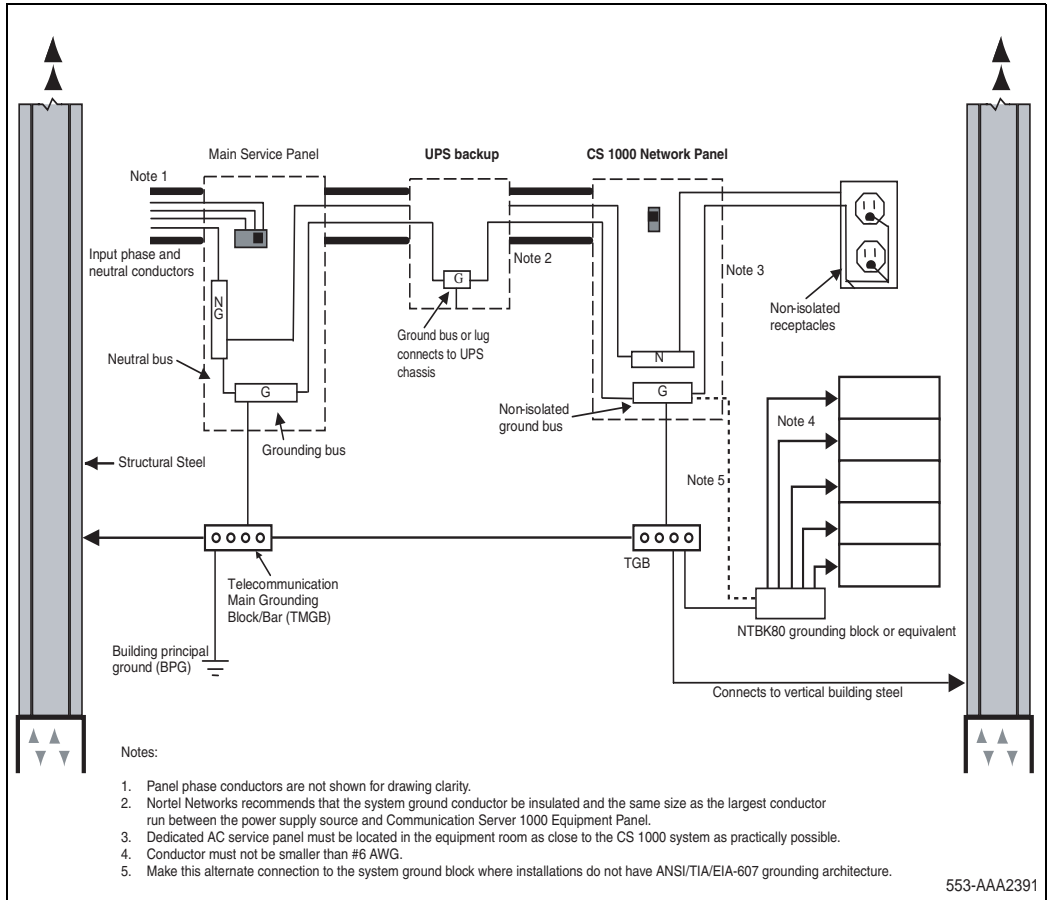 Main Service Panel
UPS backup
CS 1000 Network Panel
Note 1
Input phase and
neutral conductors
N
G
Neutral bus
G
Grounding bus
G
Ground bus or lug
connects to UPS
chassis
Note 2
N
G
Non-isolated
ground bus
Note 3
Non-isolated
receptacles
Note 4
Note 5
Structural Steel
Telecommunication
Main Grounding
Block/Bar (TMGB)
TGB
NTBK80 grounding block or equivalent
Building principal
ground (BPG)
Connects to vertical building steel
Notes:
1. Panel phase conductors are not shown for drawing clarity.
2. Nortel Networks recommends that the system ground conductor be insulated and the same size as the largest conductor
run between the power supply source and Communication Server 1000 Equipment Panel.
3. Dedicated AC service panel must be located in the equipment room as close to the CS 1000 system as practically possible.
4. Conductor must not be smaller than #6 AWG.
5. Make this alternate connection to the system ground block where installations do not have ANSI/TIA/EIA-607 grounding architecture.
553-AAA2391